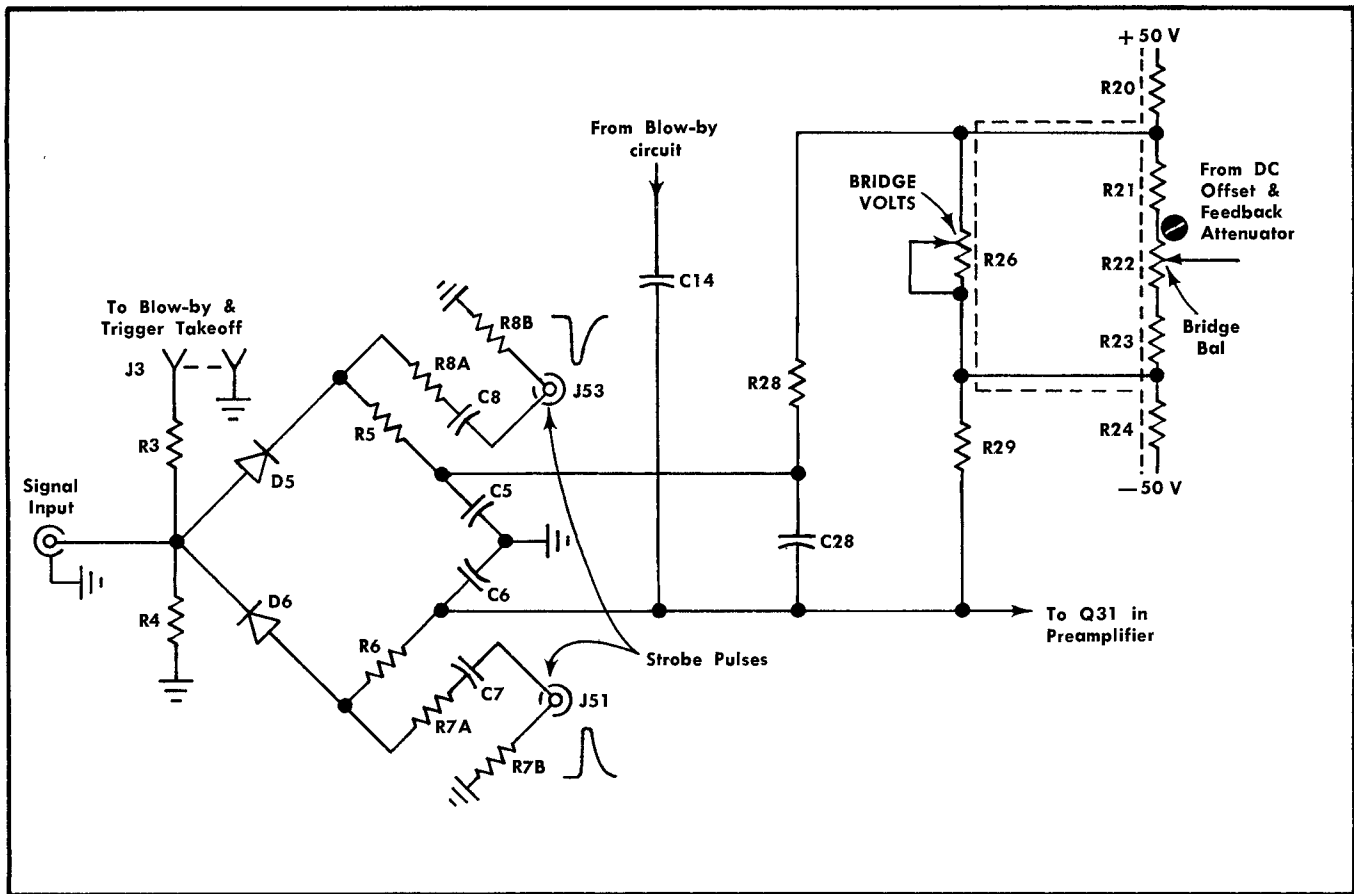 + 50 V
R20
From Blow-by
circuit
BRIDGE
VOLTS
R21
From DC
Offset &
Feedback
Attenuator
R26
R22
C14
To Blow-by &
Trigger Takeoff
J3
R8B
R8A
C8
J53
R28
R23
Bridge
Bal
R3
R5
R29
R24
Signal
Input
D5
— 50 V
C5
C28
C6
D6
R4
To Q31 in
Preamplifier
R6
Strobe Pulses
C7
J51
R7A
R7B